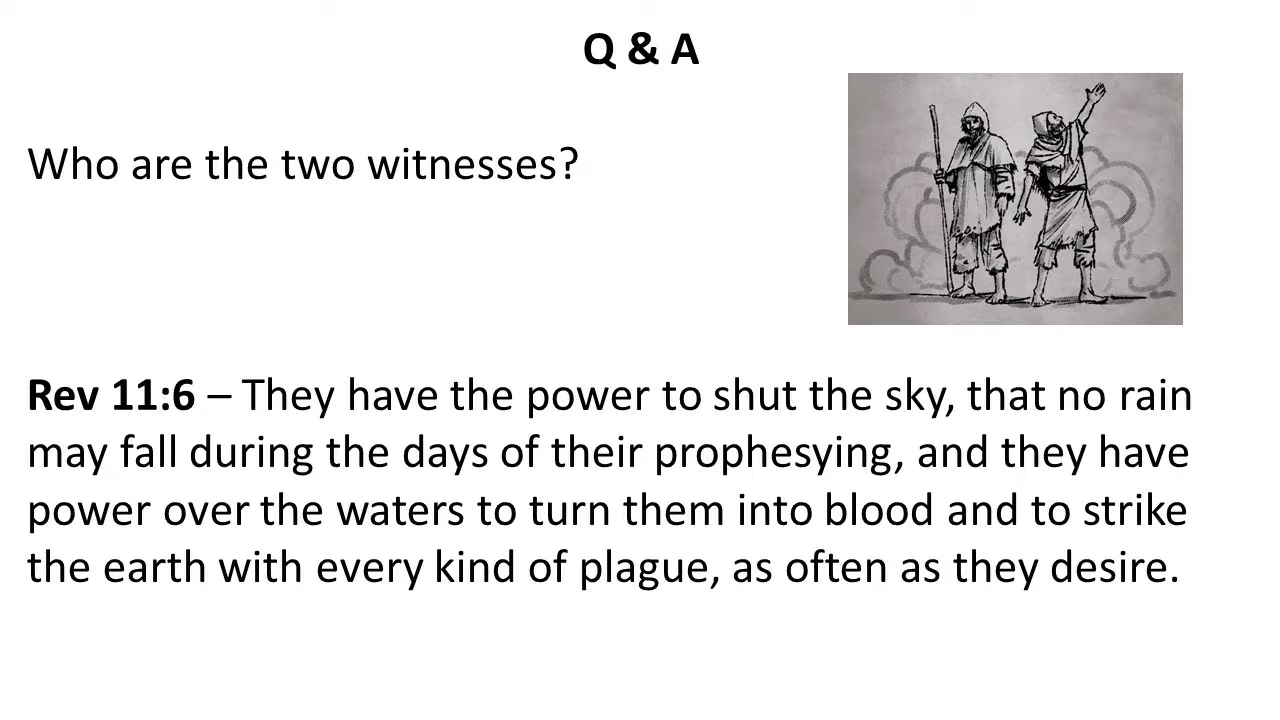 Q & A
Who are the two witnesses?
Rev 11:6 – They have the power to shut the sky, that no rain
may fall during the days of their prophesying, and they have
power over the waters to turn them into blood and to strike
the earth with every kind of plague, as often as they desire.